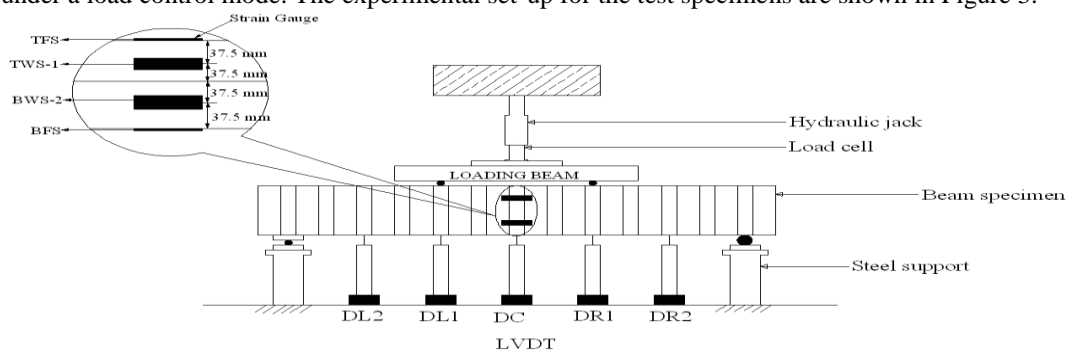 under a load control mode. The experimental set-up for the test specimens are shown in Figure 3.
Strain Gauge
TFS
37.5 mm
TWS-1
37.5 mm
37.5 mm
BWS-2
37.5 mm
BFS
Hydraulic jack
Load cell
LOADING BEAM
Beam specimen
Steel support
DL2 DL1 DC DR1 DR2
LVDT